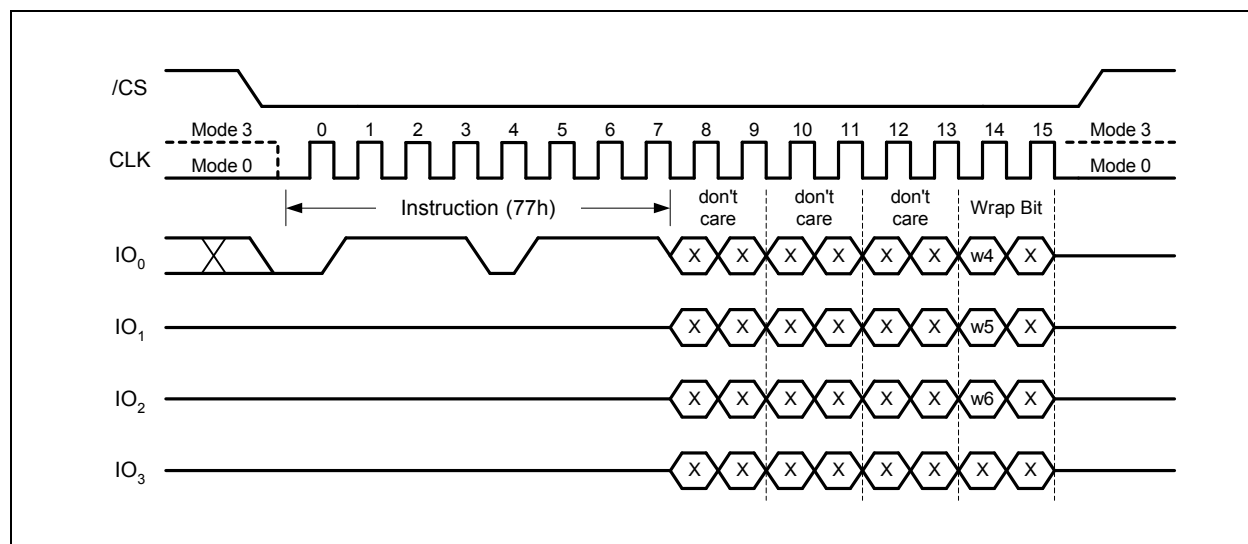 /CS
Mode 3 0 1 2 3 4 5 6 7 8 9 10 11 12 13 14 15 Mode 3
CLK
Mode 0 Mode 0
Instruction (77h) don't care don't care don't care Wrap Bit
IO0 X X X X X X w4 X
IO1 X X X X X X w5 X
IO2 X X X X X X w6 X
IO3 X X X X X X X X